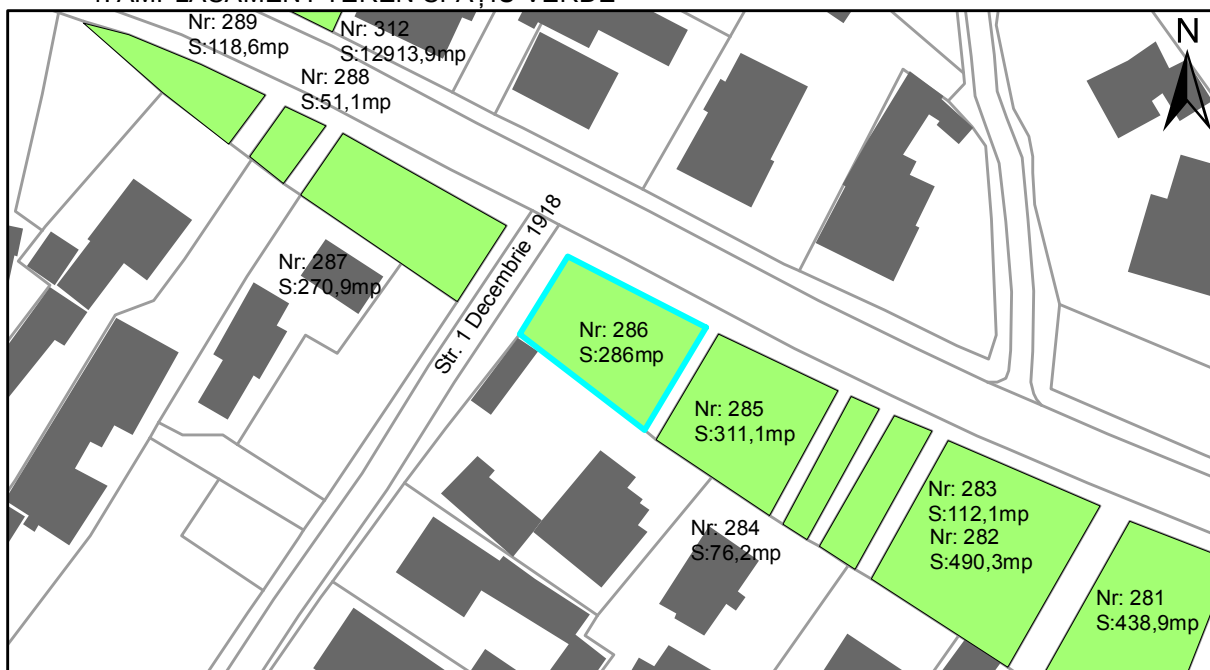 Nr: 289
S:118,6mp
Nr: 312
S:12913,9mp
Nr: 288
S:51,1mp
N
Str. 1 Decembrie 1918
Nr: 287
S:270,9mp
Nr: 286
S:286mp
Nr: 285
S:311,1mp
Nr: 284
S:76,2mp
Nr: 283
S:112,1mp
Nr: 282
S:490,3mp
Nr: 281
S:438,9mp